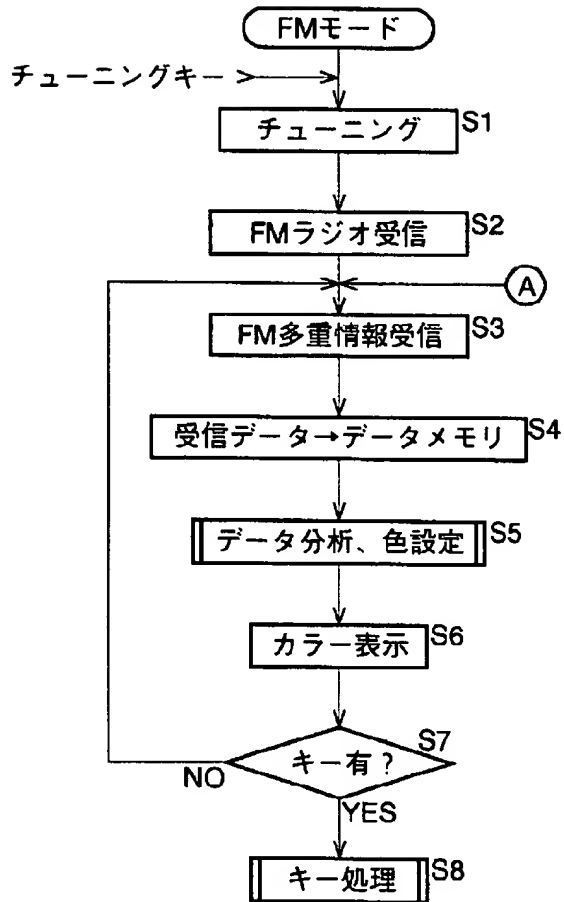 FMモード
チューニングキー
チューニング S1
FMラジオ受信 S2
A
FM多重情報受信 S3
受信データ→データメモリ S4
データ分析、色設定 S5
カラー表示 S6
キー有? S7
NO
YES
キー処理 S8